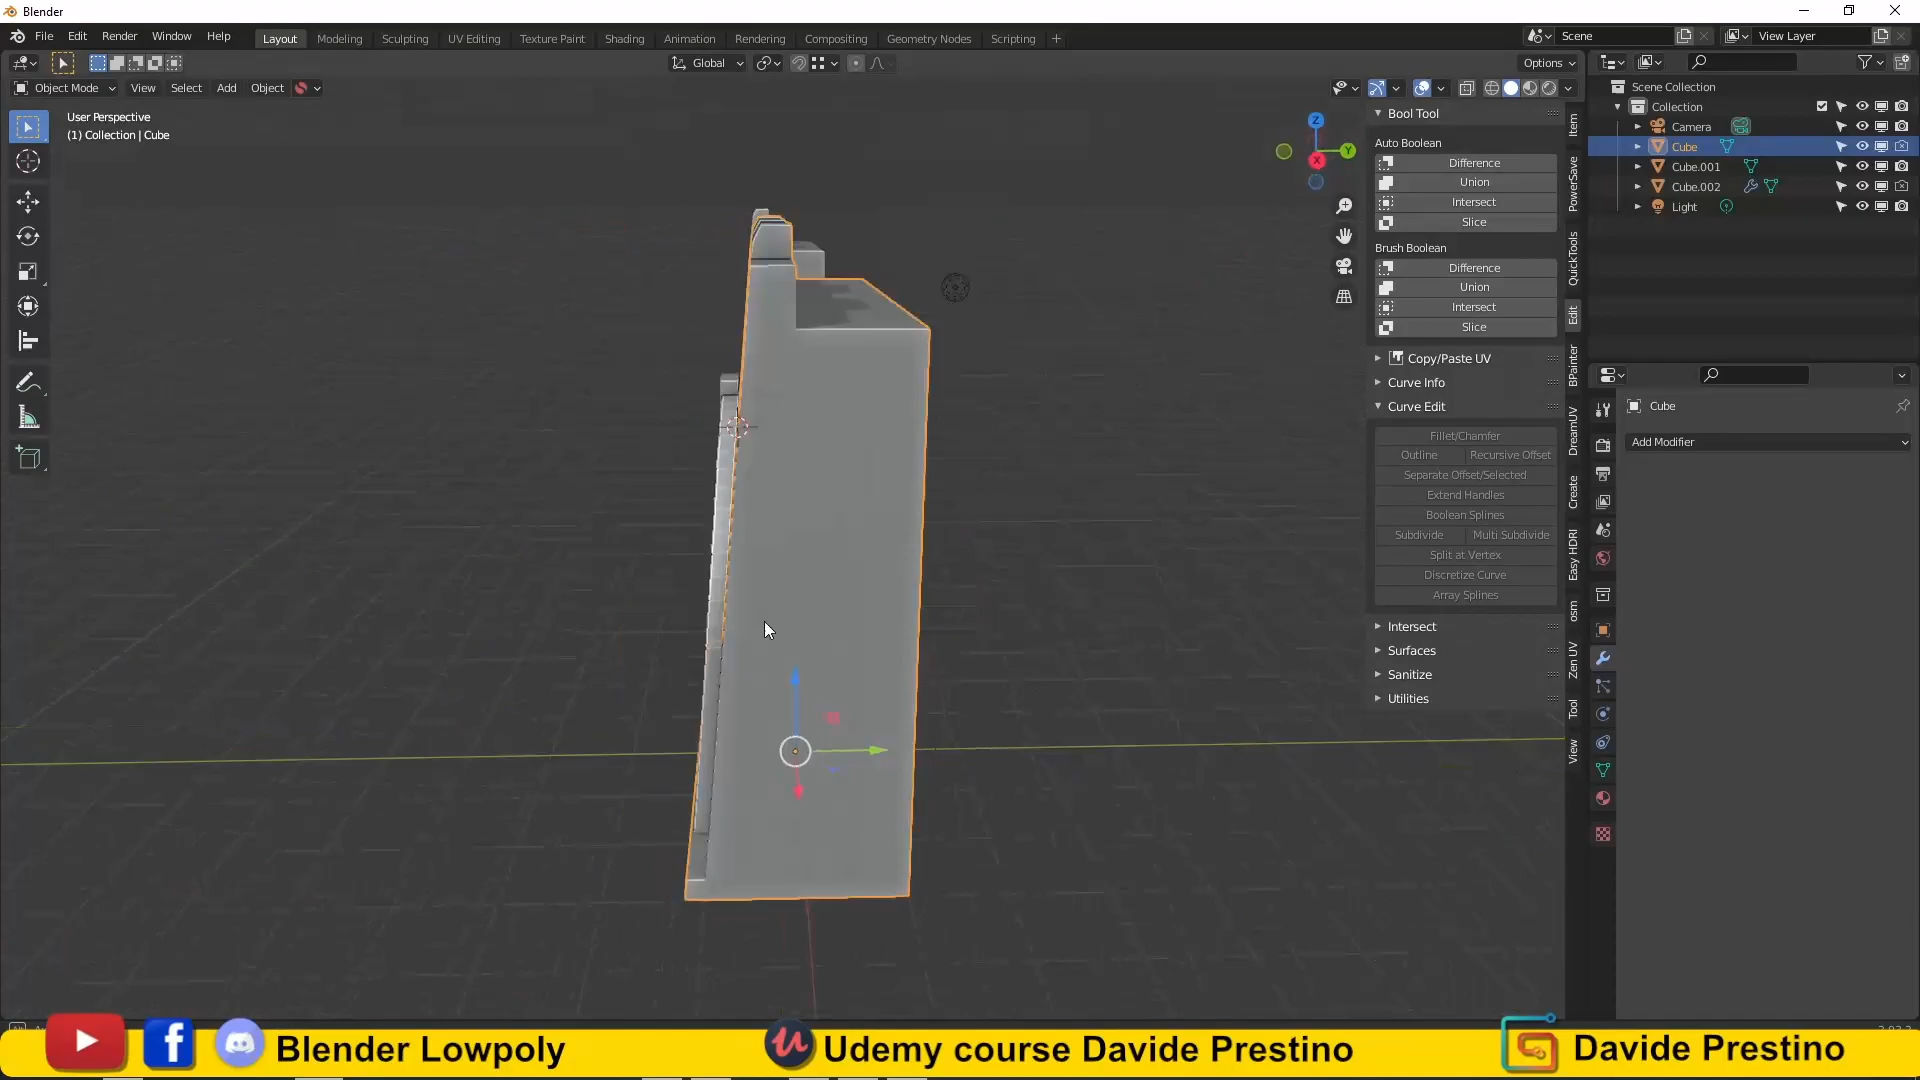 Blender
File Edit Render Window Help Layout Modeling Sculpting UV Editing Texture Paint Shading Animation Rendering Compositing Geometry Nodes Scripting + Scene View Layer
Global Options
Object Mode View Select Add Object
User Perspective
(1) Collection | Cube
Z
Y
X
Bool Tool
Auto Boolean
Difference
Union
Intersect
Slice
Brush Boolean
Difference
Union
Intersect
Slice
Copy/Paste UV
Curve Info
Curve Edit
Fillet/Chamfer
Outline Recursive Offset
Separate Offset/Selected
Extend Handles
Boolean Splines
Subdivide Multi Subdivide
Split at Vertex
Discretize Curve
Array Splines
Intersect
Surfaces
Sanitize
Utilities
Item
PowerSave
QuickTools
Edit
BPainter
DreamUV
Create
Easy HDRI
osm
Zen UV
Tool
View
Scene Collection
Collection
Camera
Cube
Cube.001
Cube.002
Light
Cube
Add Modifier
Blender Lowpoly Udemy course Davide Prestino Davide Prestino